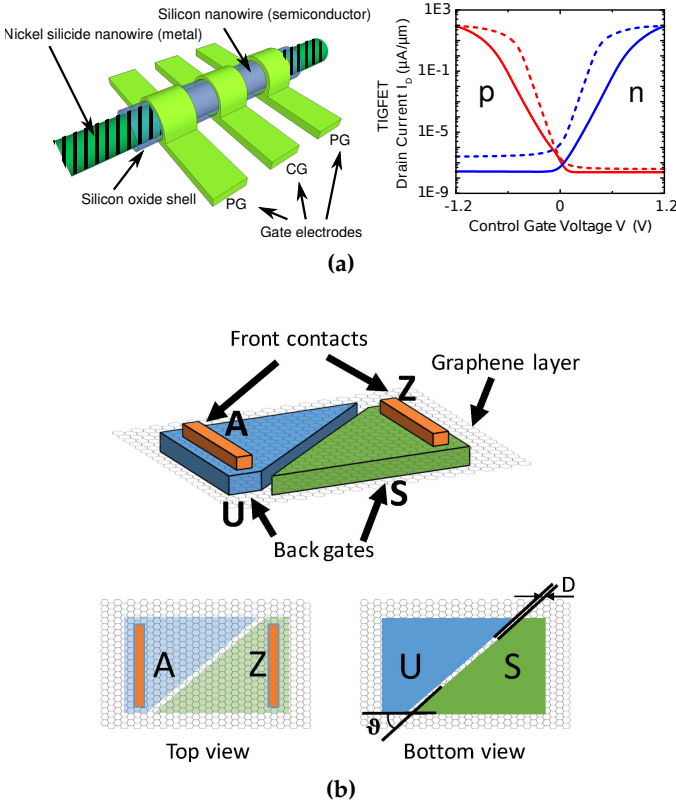 Silicon nanowire (semiconductor)
Nickel silicide nanowire (metal)
PG
CG
PG
Silicon oxide shell
Gate electrodes
TIGFET
Drain Current I_D (µA/µm)
1E3
1E-1
1E-5
1E-9
p
n
-1.2
0
1.2
Control Gate Voltage V (V)
(a)
Front contacts
Graphene layer
A
Z
U
S
Back gates
D
A
Z
U
S
ϑ
Top view
Bottom view
(b)